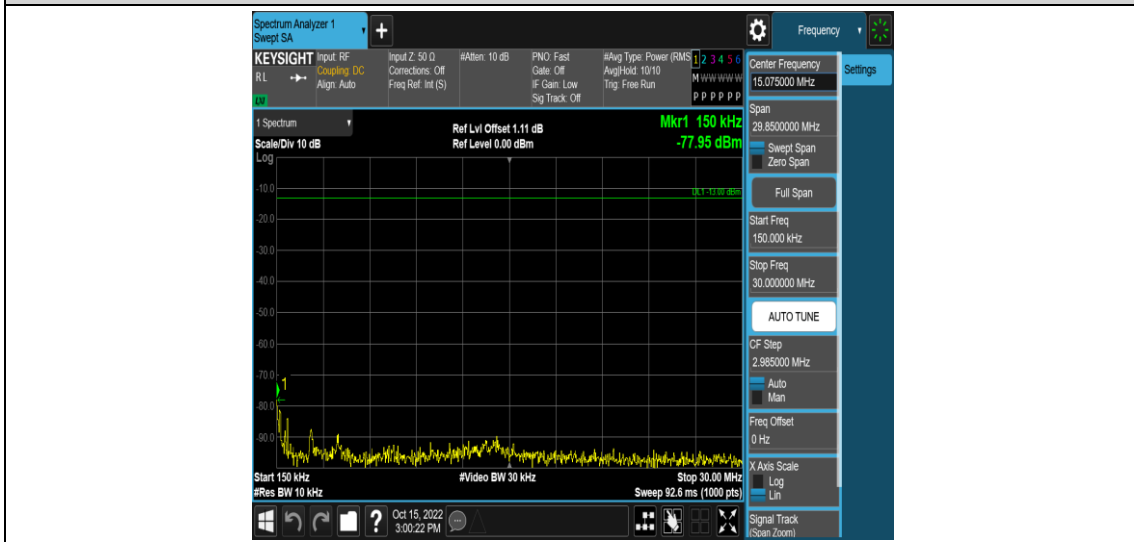 Spectrum Analyzer 1
Swept SA
+
Frequency
KEYSIGHT
RL
LXI
Input: RF
Coupling: DC
Align: Auto
Input Z: 50 Ω
Corrections: Off
Freq Ref: Int (S)
#Atten: 10 dB
PNO: Fast
Gate: Off
IF Gain: Low
Sig Track: Off
#Avg Type: Power (RMS
Avg|Hold: 10/10
Trig: Free Run
1 2 3 4 5 6
M W W W W W
P P P P P P
1 Spectrum
Scale/Div 10 dB
Log
Ref Lvl Offset 1.11 dB
Ref Level 0.00 dBm
Mkr1 150 kHz
-77.95 dBm
DL1 -13.00 dBm
-10.0
-20.0
-30.0
-40.0
-50.0
-60.0
-70.0
1
-80.0
-90.0
Start 150 kHz
#Res BW 10 kHz
#Video BW 30 kHz
Stop 30.00 MHz
Sweep 92.6 ms (1000 pts)
?
Oct 15, 2022
3:00:22 PM
Center Frequency
15.075000 MHz
Settings
Span
29.8500000 MHz
Swept Span
Zero Span
Full Span
Start Freq
150.000 kHz
Stop Freq
30.000000 MHz
AUTO TUNE
CF Step
2.985000 MHz
Auto
Man
Freq Offset
0 Hz
X Axis Scale
Log
Lin
Signal Track
(Span Zoom)